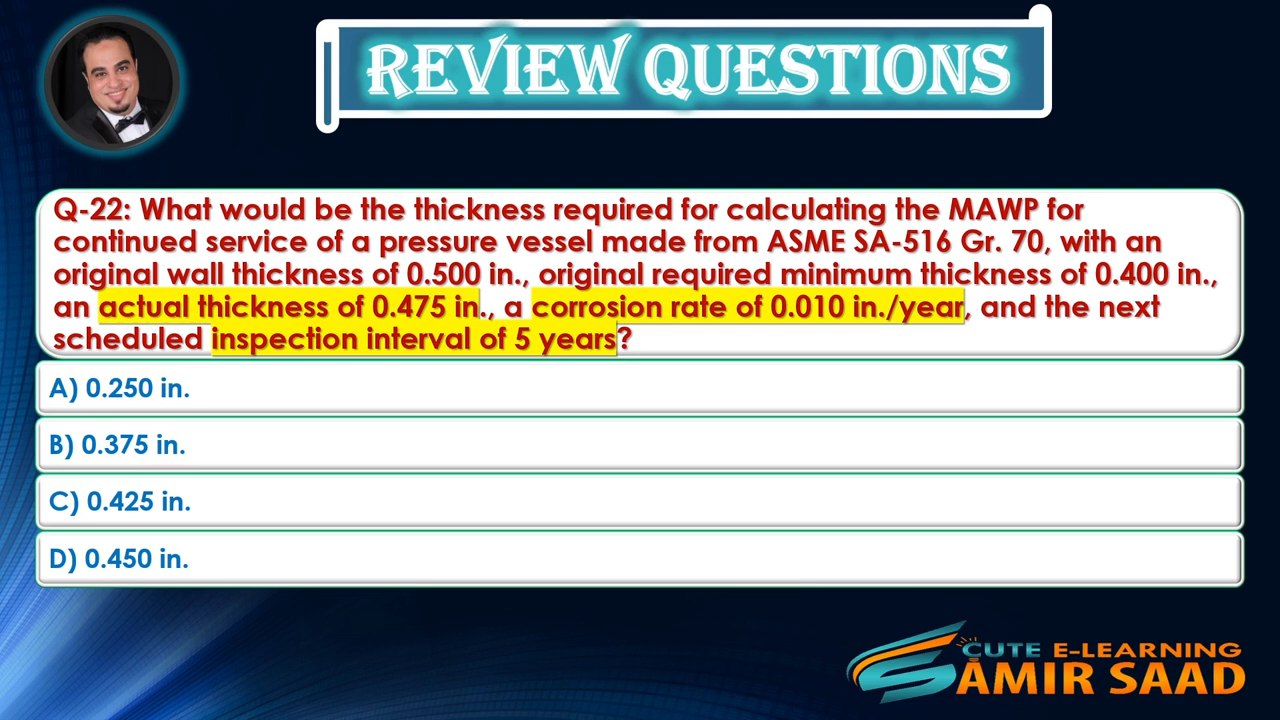 REVIEW QUESTIONS
Q-22: What would be the thickness required for calculating the MAWP for
continued service of a pressure vessel made from ASME SA-516 Gr. 70, with an
original wall thickness of 0.500 in., original required minimum thickness of 0.400 in.,
an actual thickness of 0.475 in., a corrosion rate of 0.010 in./year, and the next
scheduled inspection interval of 5 years?
A) 0.250 in.
B) 0.375 in.
C) 0.425 in.
D) 0.450 in.
CUTE E-LEARNING
AMIR SAAD